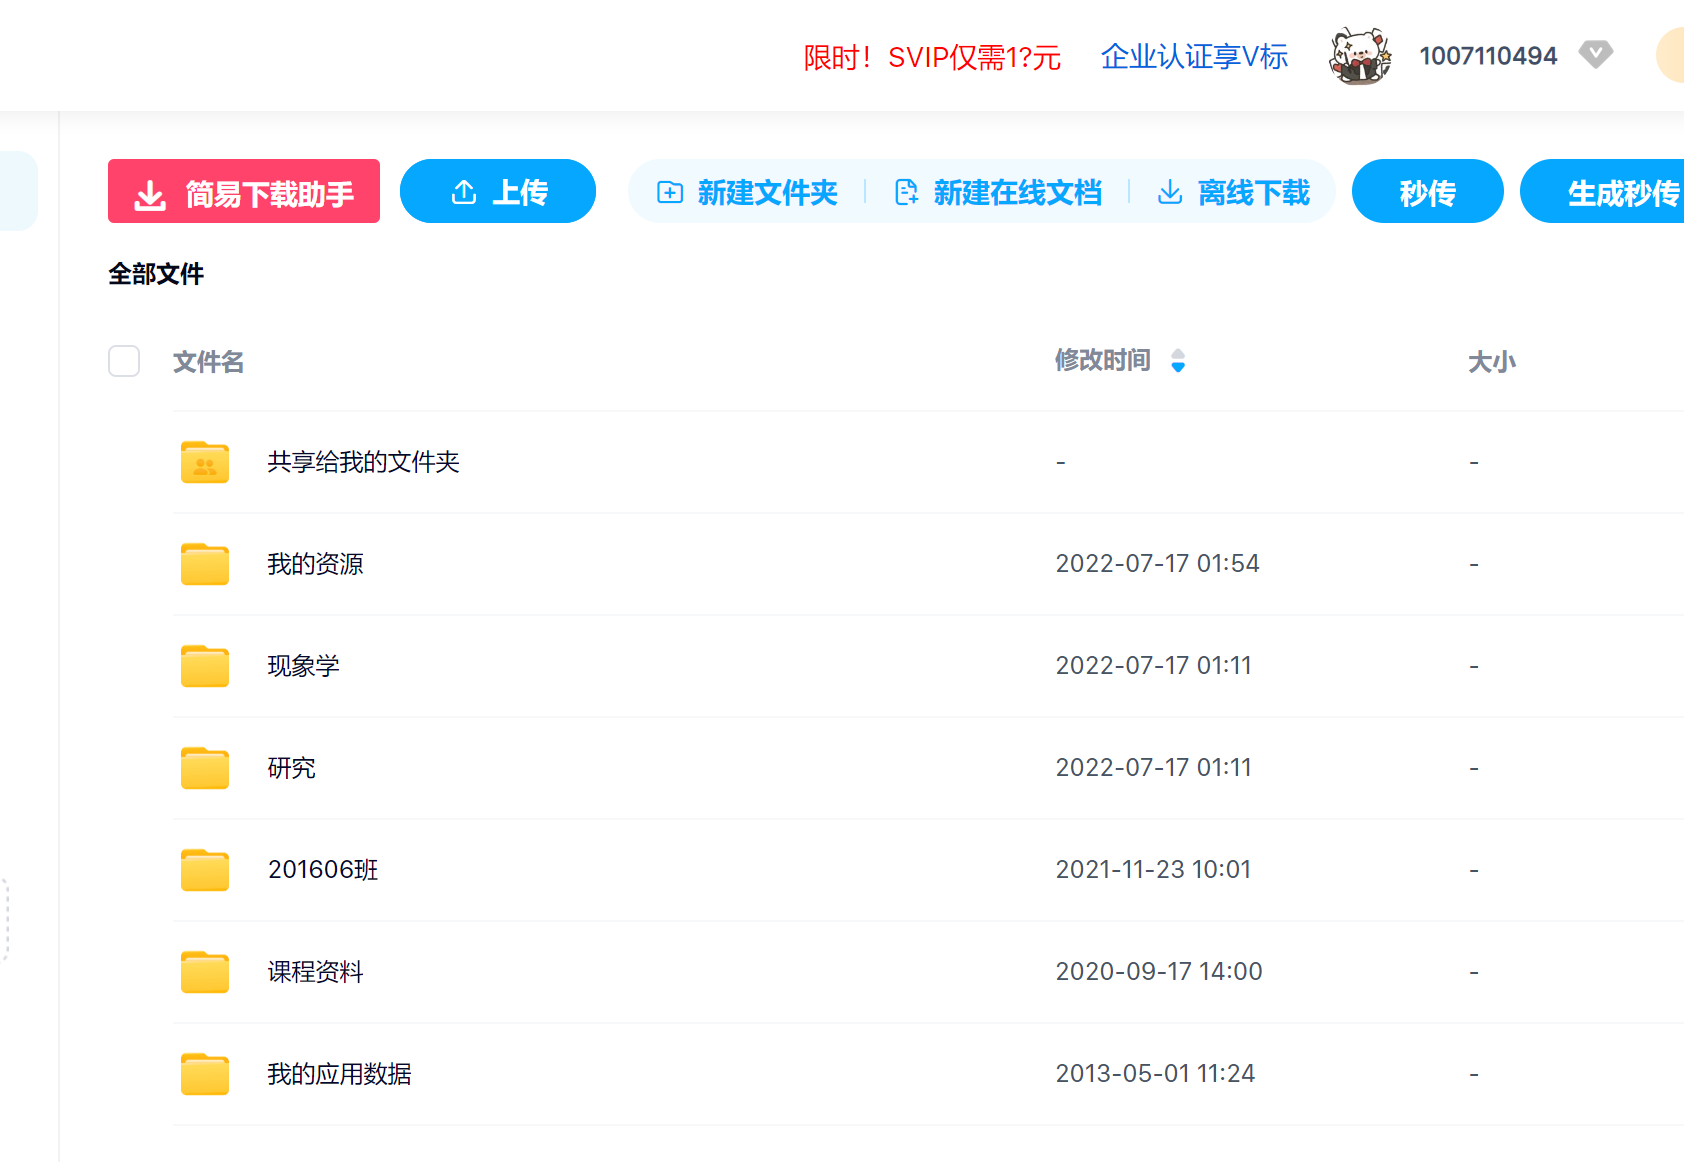 限时！SVIP仅需1?元 企业认证享V标 1007110494
简易下载助手 上传 新建文件夹 新建在线文档 离线下载 秒传 生成秒传
全部文件
文件名 修改时间 大小
共享给我的文件夹 - -
我的资源 2022-07-17 01:54 -
现象学 2022-07-17 01:11 -
研究 2022-07-17 01:11 -
201606班 2021-11-23 10:01 -
课程资料 2020-09-17 14:00 -
我的应用数据 2013-05-01 11:24 -